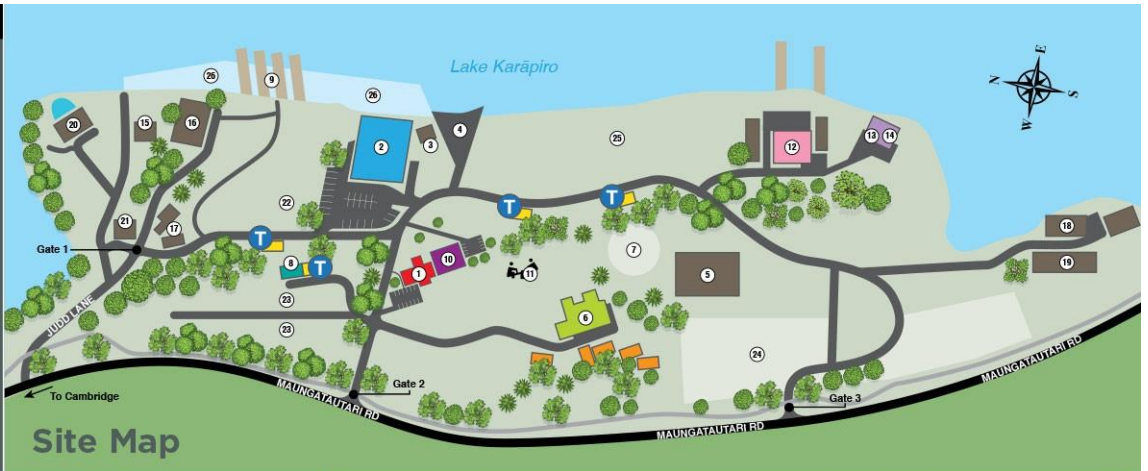 Lake Karāpiro
E
N
S
W
26
9
26
4
20
15
16
2
3
25
12
13
14
22
T
T
21
17
18
Gate 1
T
7
10
19
8
T
1
11
5
23
6
JUDD LANE
23
24
MAUNGATAUTARI RD
Gate 2
To Cambridge
MAUNGATAUTARI RD
Gate 3
MAUNGATAUTARI RD
Site Map